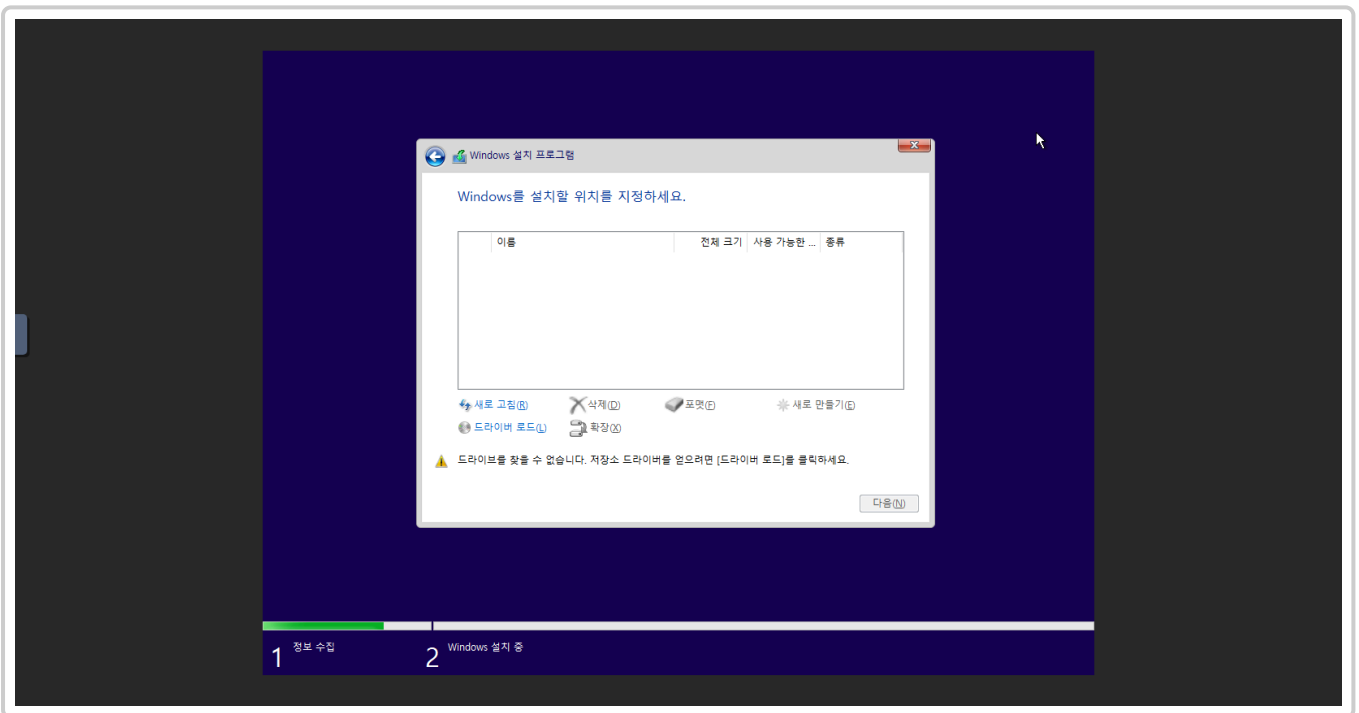 Windows 설치 프로그램
Windows를 설치할 위치를 지정하세요.
이름 전체 크기 사용 가능한 ... 종류
새로 고침(R) 삭제(D) 포맷(F) 새로 만들기(E)
드라이버 로드(L) 확장(X)
드라이브를 찾을 수 없습니다. 저장소 드라이버를 얻으려면 [드라이버 로드]를 클릭하세요.
다음(N)
1 정보 수집 2 Windows 설치 중